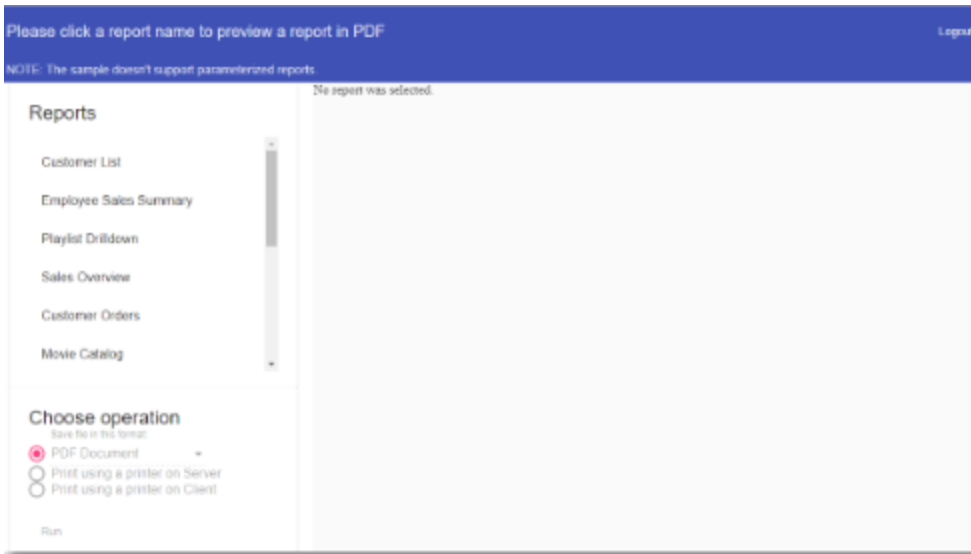 Please click a report name to preview a report in PDF
Logout
NOTE: The sample doesn't support parameterized reports.
No report was selected.
Reports
Customer List
Employee Sales Summary
Playlist Drilldown
Sales Overview
Customer Orders
Movie Catalog
Choose operation
Save file in this format:
PDF Document
Print using a printer on Server
Print using a printer on Client
Run